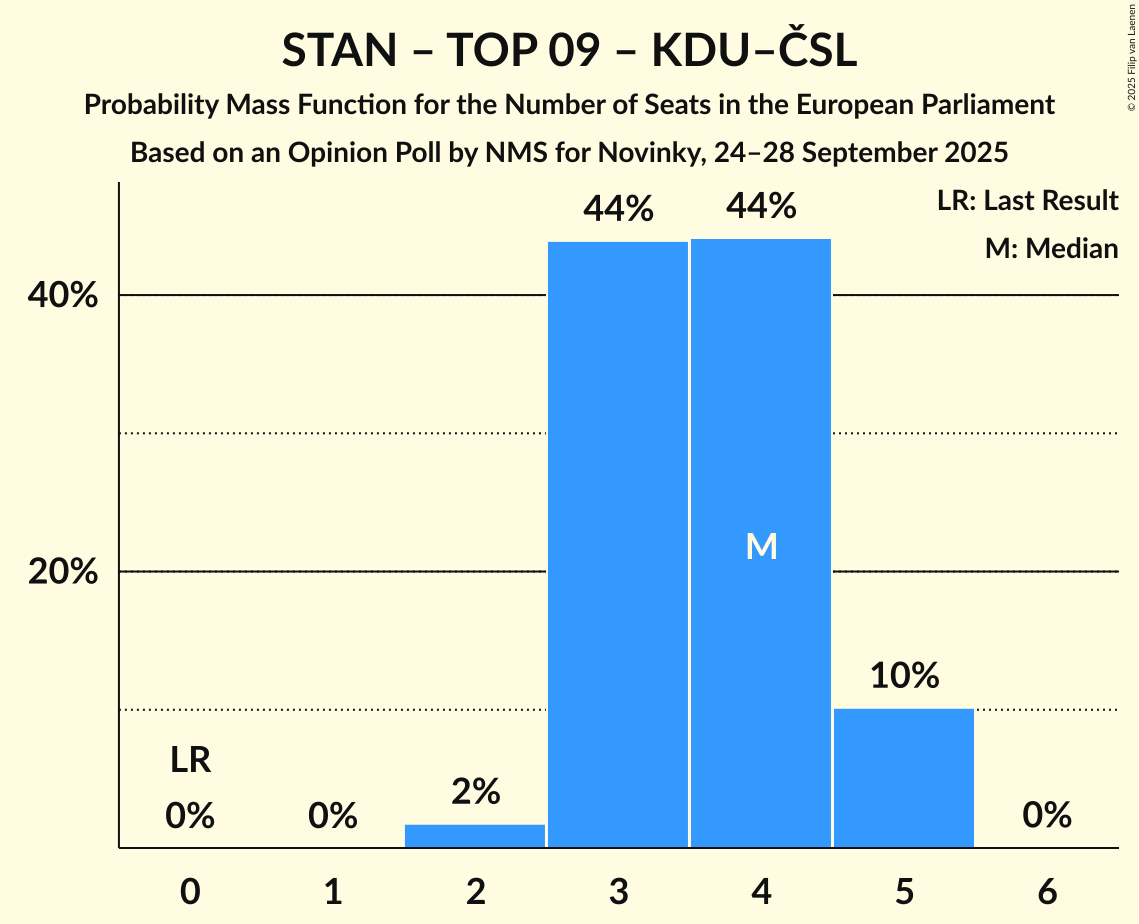 STAN – TOP 09 – KDU–ČSL
Probability Mass Function for the Number of Seats in the European Parliament
Based on an Opinion Poll by NMS for Novinky, 24–28 September 2025
© 2025 Filip van Laenen
LR: Last Result
M: Median
44%
44%
40%
M
20%
10%
LR
2%
0%
0%
0%
0 1 2 3 4 5 6